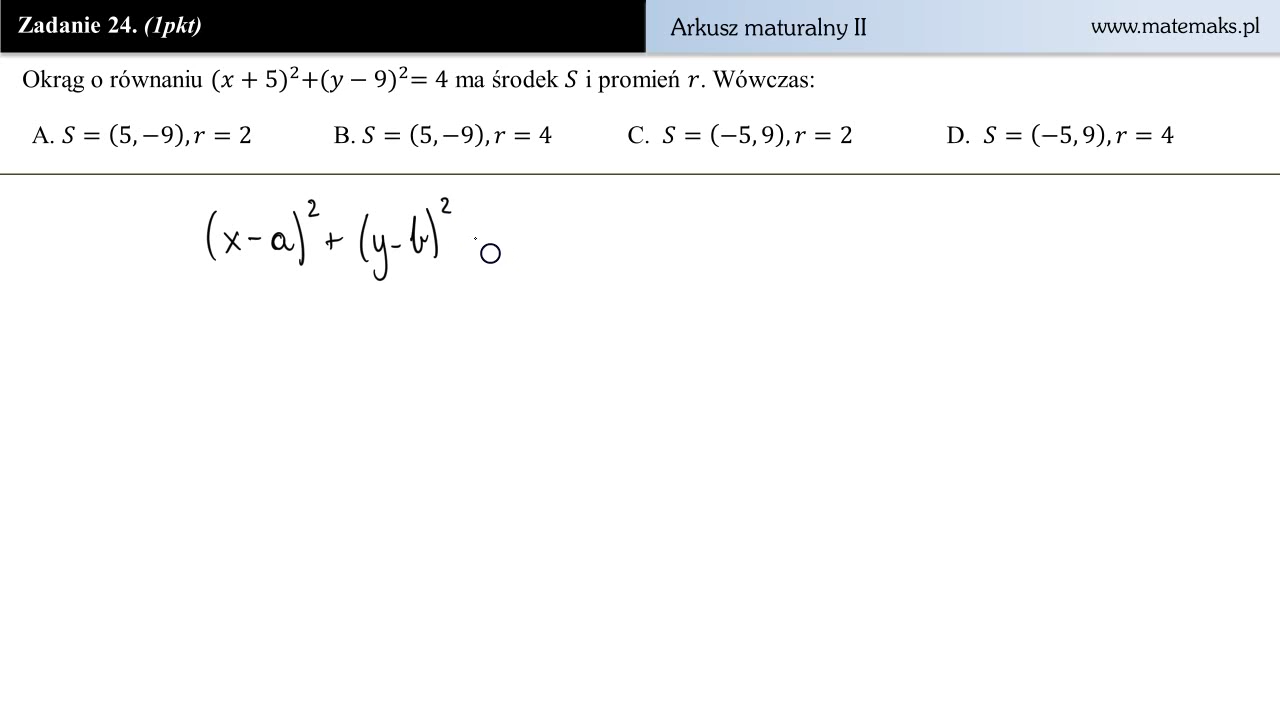 Zadanie 24. (1pkt)
Arkusz maturalny II
www.matemaks.pl
Okrąg o równaniu (x + 5)²+(y − 9)²= 4 ma środek S i promień r. Wówczas:
A. S = (5, −9), r = 2 B. S = (5, −9), r = 4 C. S = (−5, 9), r = 2 D. S = (−5, 9), r = 4
(x-a)² + (y-b)²